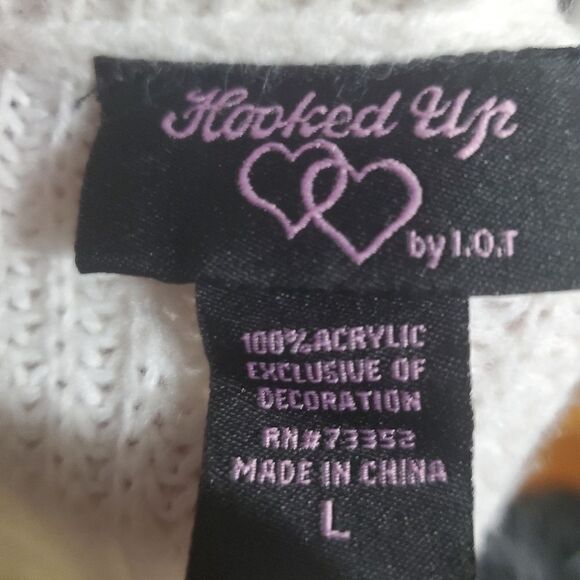 Hooked Up
by I.O.T
100% ACRYLIC
EXCLUSIVE OF
DECORATION
RN#73352
MADE IN CHINA
L